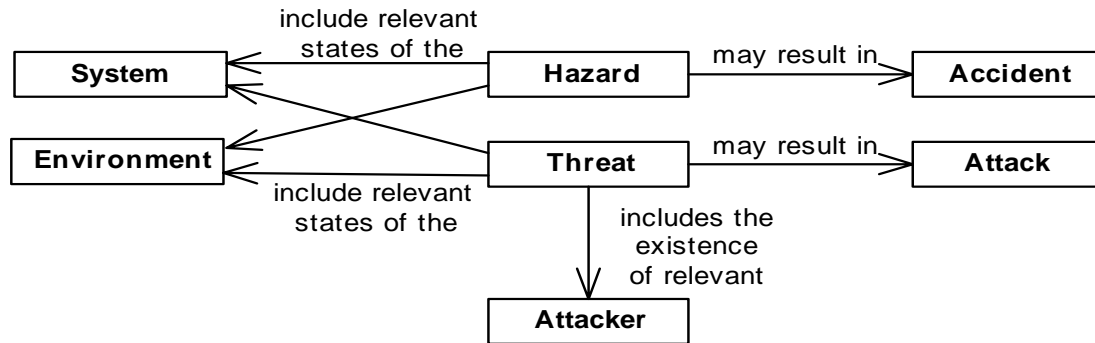 include relevant
states of the
System
Hazard
may result in
Accident
Environment
Threat
may result in
Attack
include relevant
states of the
includes the
existence
of relevant
Attacker